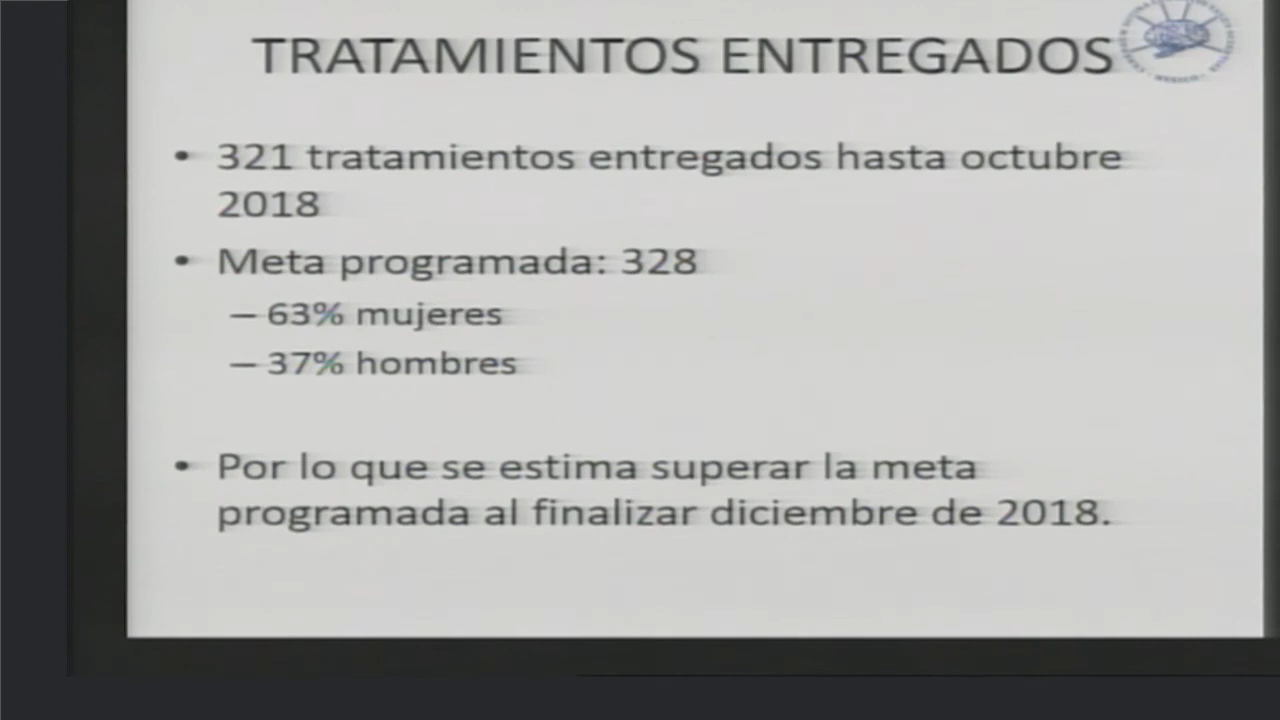 TRATAMIENTOS ENTREGADOS
• 321 tratamientos entregados hasta octubre
2018
• Meta programada: 328
– 63% mujeres
– 37% hombres
• Por lo que se estima superar la meta
programada al finalizar diciembre de 2018.